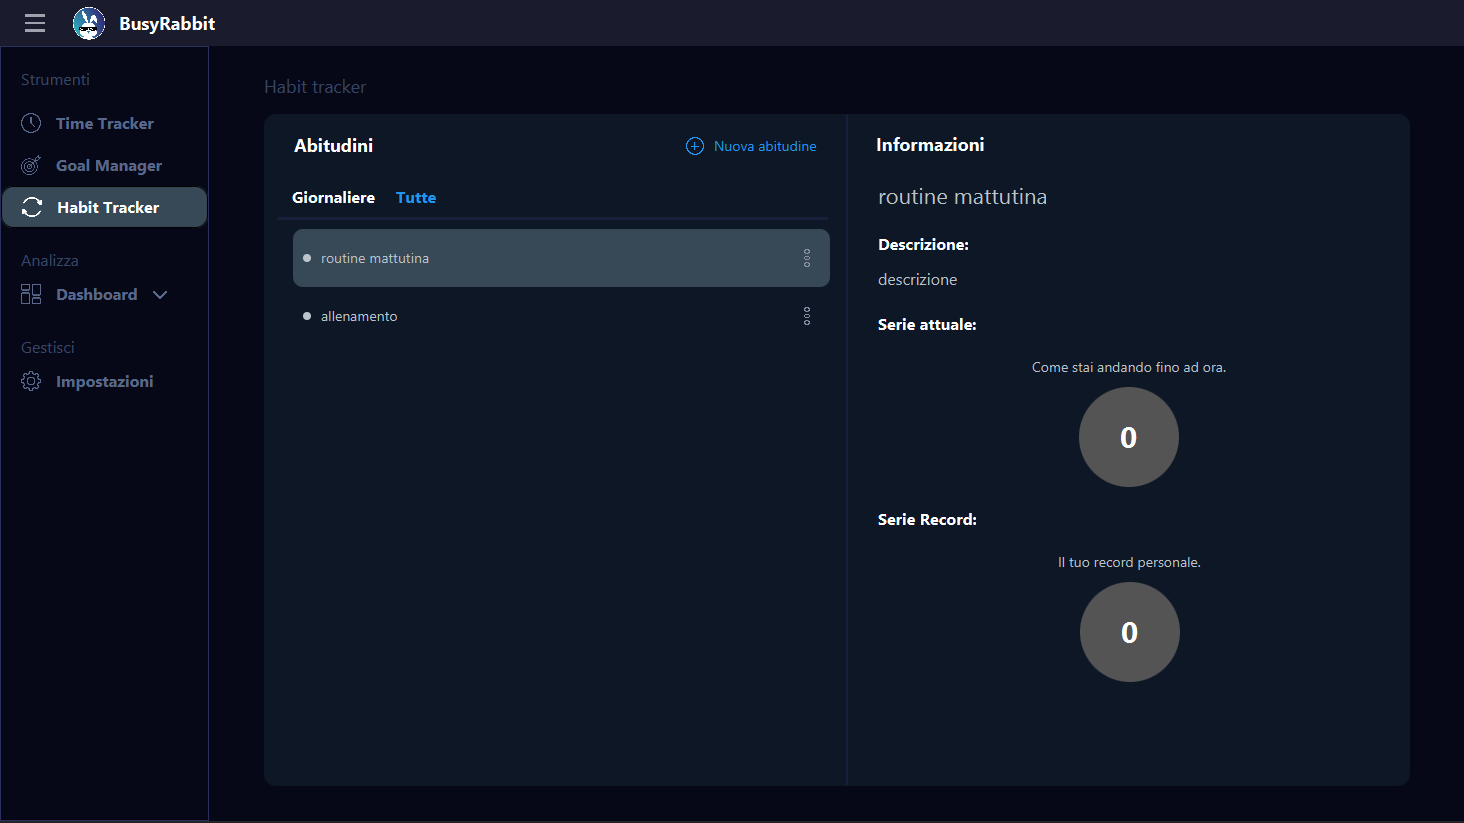 BusyRabbit
Strumenti
Time Tracker
Goal Manager
Habit Tracker
Analizza
Dashboard
Gestisci
Impostazioni
Habit tracker
Abitudini
Nuova abitudine
Giornaliere Tutte
routine mattutina
allenamento
Informazioni
routine mattutina
Descrizione:
descrizione
Serie attuale:
Come stai andando fino ad ora.
0
Serie Record:
Il tuo record personale.
0